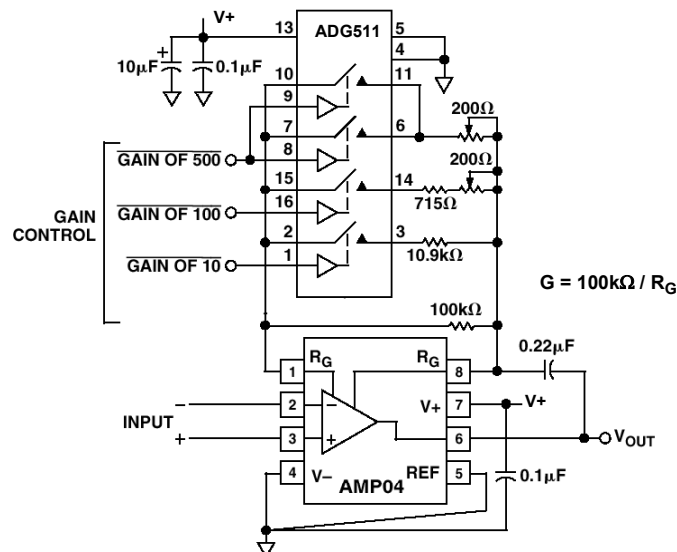 V+
13
ADG511
5
4
10µF
+
0.1µF
10
11
9
7
6
200Ω
GAIN OF 500
8
200Ω
15
14
715Ω
GAIN
CONTROL
GAIN OF 100
16
2
3
10.9kΩ
GAIN OF 10
1
G = 100kΩ / RG
100kΩ
0.22µF
1
RG
RG
8
−
2
−
V+
7
V+
INPUT
+
3
+
6
VOUT
4
V−
REF
5
0.1µF
AMP04